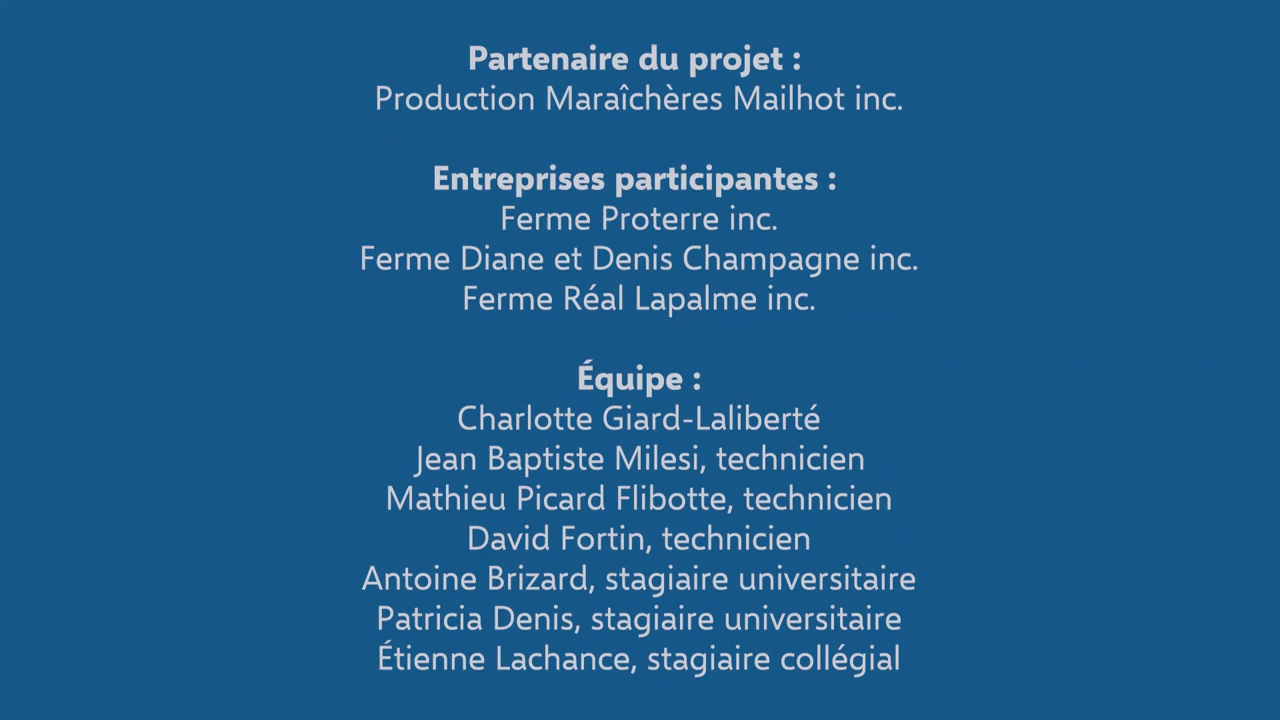 Partenaire du projet :
Production Maraîchères Mailhot inc.
Entreprises participantes :
Ferme Proterre inc.
Ferme Diane et Denis Champagne inc.
Ferme Réal Lapalme inc.
Équipe :
Charlotte Giard-Laliberté
Jean Baptiste Milesi, technicien
Mathieu Picard Flibotte, technicien
David Fortin, technicien
Antoine Brizard, stagiaire universitaire
Patricia Denis, stagiaire universitaire
Étienne Lachance, stagiaire collégial